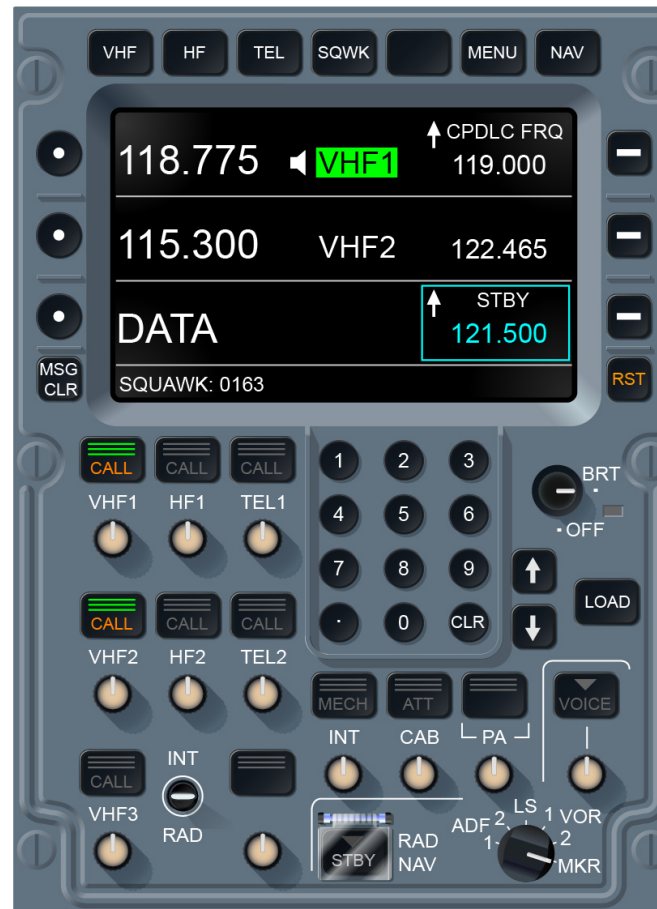 VHF HF TEL SQWK MENU NAV
118.775 VHF1 CPDLC FRQ
119.000
115.300 VHF2 122.465
DATA STBY
121.500
SQUAWK: 0163
MSG
CLR
RST
CALL CALL CALL
VHF1 HF1 TEL1
1 2 3
4 5 6
7 8 9
. 0 CLR
BRT
OFF
LOAD
CALL CALL CALL
VHF2 HF2 TEL2
MECH ATT VOICE
INT CAB PA
CALL
VHF3
INT
RAD
STBY
RAD
NAV
ADF 2 LS 1 VOR
1 2
MKR